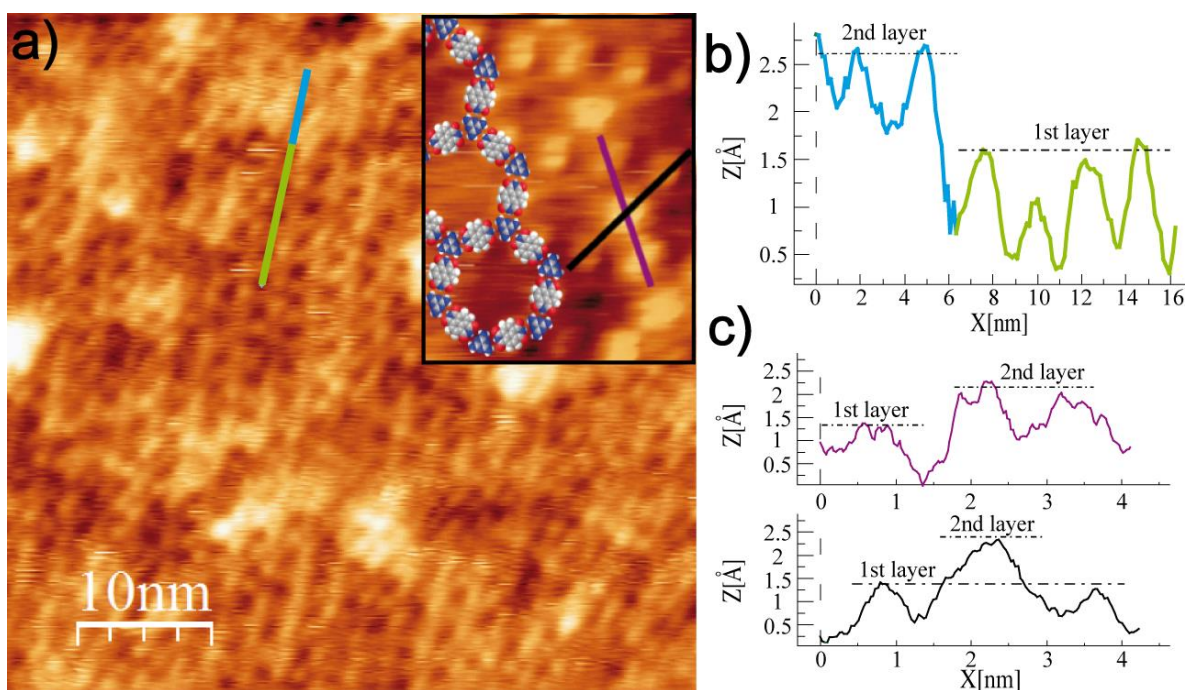 a)
10nm
b)
2nd layer
1st layer
Z[Å]
2.5
2
1.5
1
0.5
0 2 4 6 8 10 12 14 16
X[nm]
c)
2nd layer
1st layer
Z[Å]
2.5
2
1.5
1
0.5
0 1 2 3 4
2nd layer
1st layer
Z[Å]
2.5
2
1.5
1
0.5
0 1 2 3 4
X[nm]